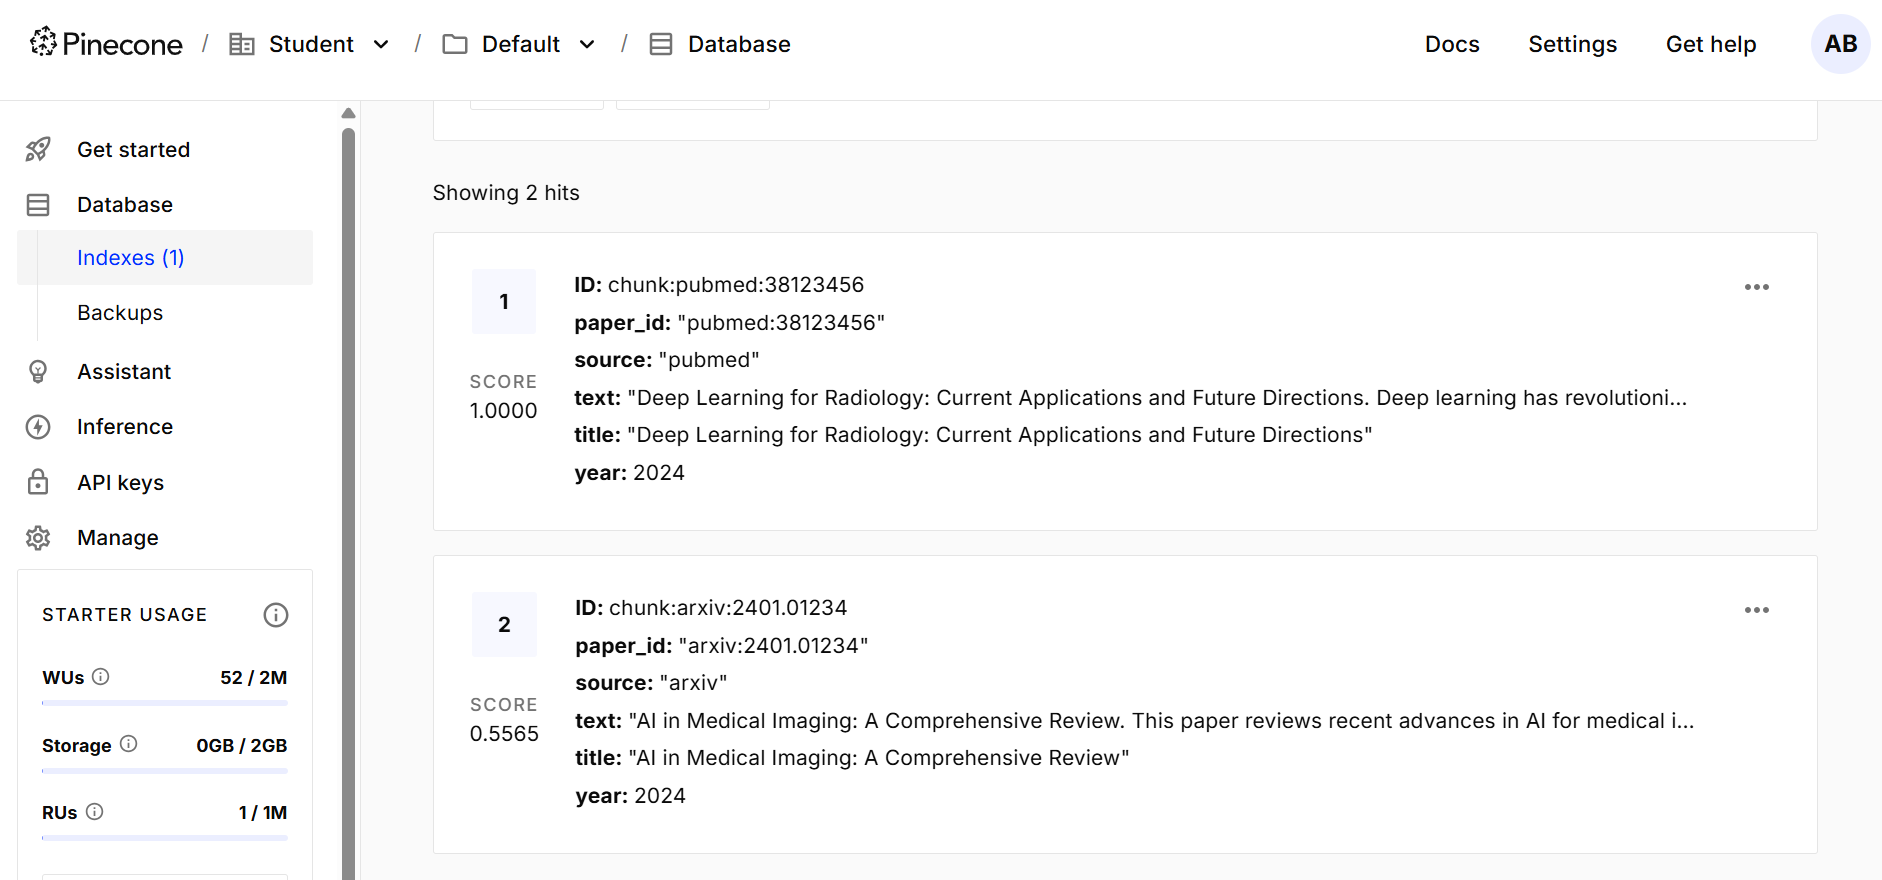 Pinecone / Student / Default / Database Docs Settings Get help AB
Get started
Database
Indexes (1)
Backups
Assistant
Inference
API keys
Manage
STARTER USAGE
WUs 52 / 2M
Storage 0GB / 2GB
RUs 1 / 1M
Showing 2 hits
1
SCORE
1.0000
ID: chunk:pubmed:38123456
paper_id: "pubmed:38123456"
source: "pubmed"
text: "Deep Learning for Radiology: Current Applications and Future Directions. Deep learning has revolutioni...
title: "Deep Learning for Radiology: Current Applications and Future Directions"
year: 2024
2
SCORE
0.5565
ID: chunk:arxiv:2401.01234
paper_id: "arxiv:2401.01234"
source: "arxiv"
text: "AI in Medical Imaging: A Comprehensive Review. This paper reviews recent advances in AI for medical i...
title: "AI in Medical Imaging: A Comprehensive Review"
year: 2024